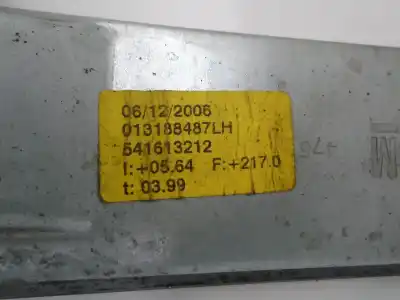 06/12/2006
013188487LH
541613212
I:+05.64 F:+217.0
t: 03.99